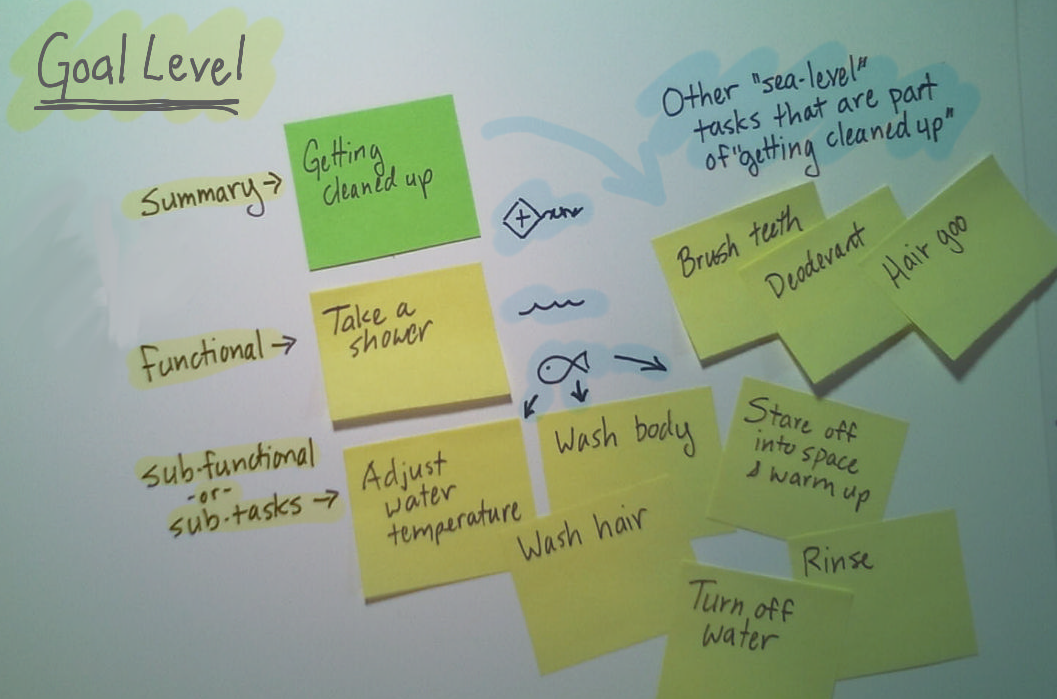 Goal Level
Summary →
Getting
cleaned up
Other "sea-level"
tasks that are part
of "getting cleaned up"
Brush teeth
Deodevant
Hair goo
Functional →
Take a
shower
sub-functional
-or-
sub-tasks →
Adjust
water
temperature
Wash body
Wash hair
Stare off
into space
& warm up
Rinse
Turn off
water